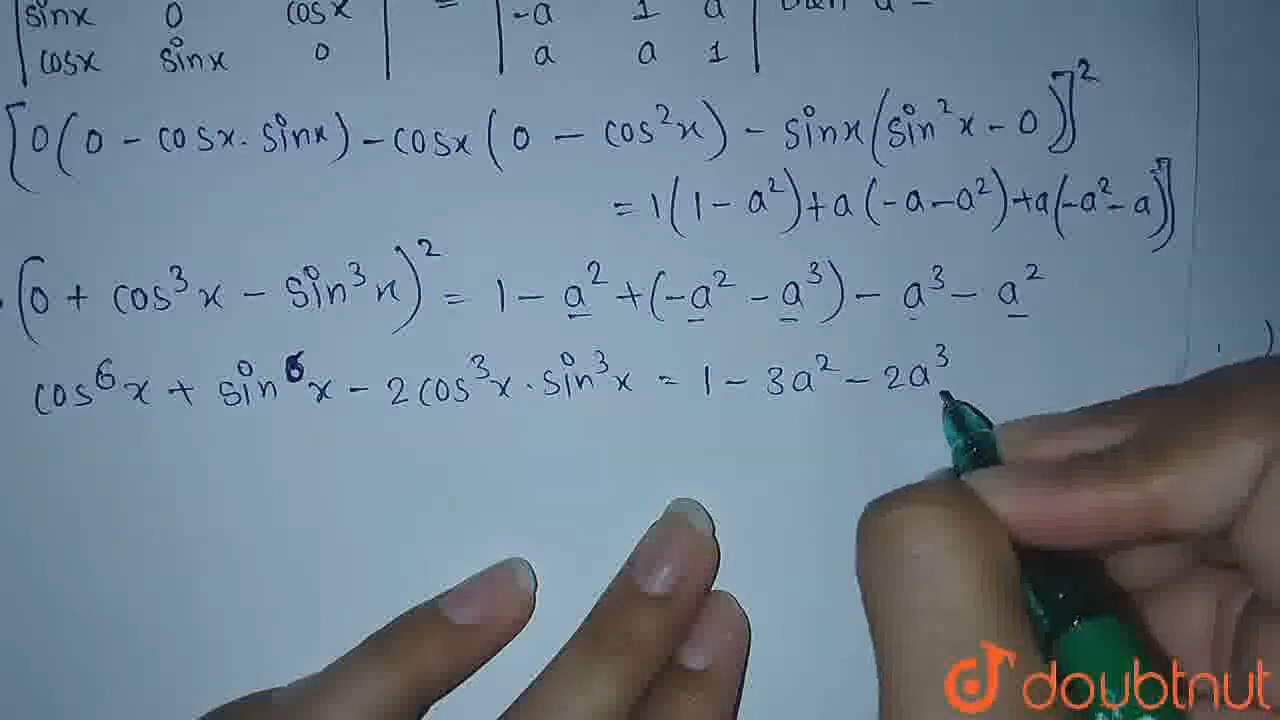 |sinx 0 cosx| = |-a 1 a| then a =
|cosx sinx 0| |a a 1|
[0(0 - cosx·sinx) - cosx(0 - cos²x) - sinx(sin²x - 0)]²
= 1(1 - a²) + a(-a - a²) + a(-a² - a)]
(0 + cos³x - sin³x)² = 1 - a² + (-a² - a³) - a³ - a²
cos⁶x + sin⁶x - 2cos³x·sin³x = 1 - 3a² - 2a³
doubtnut